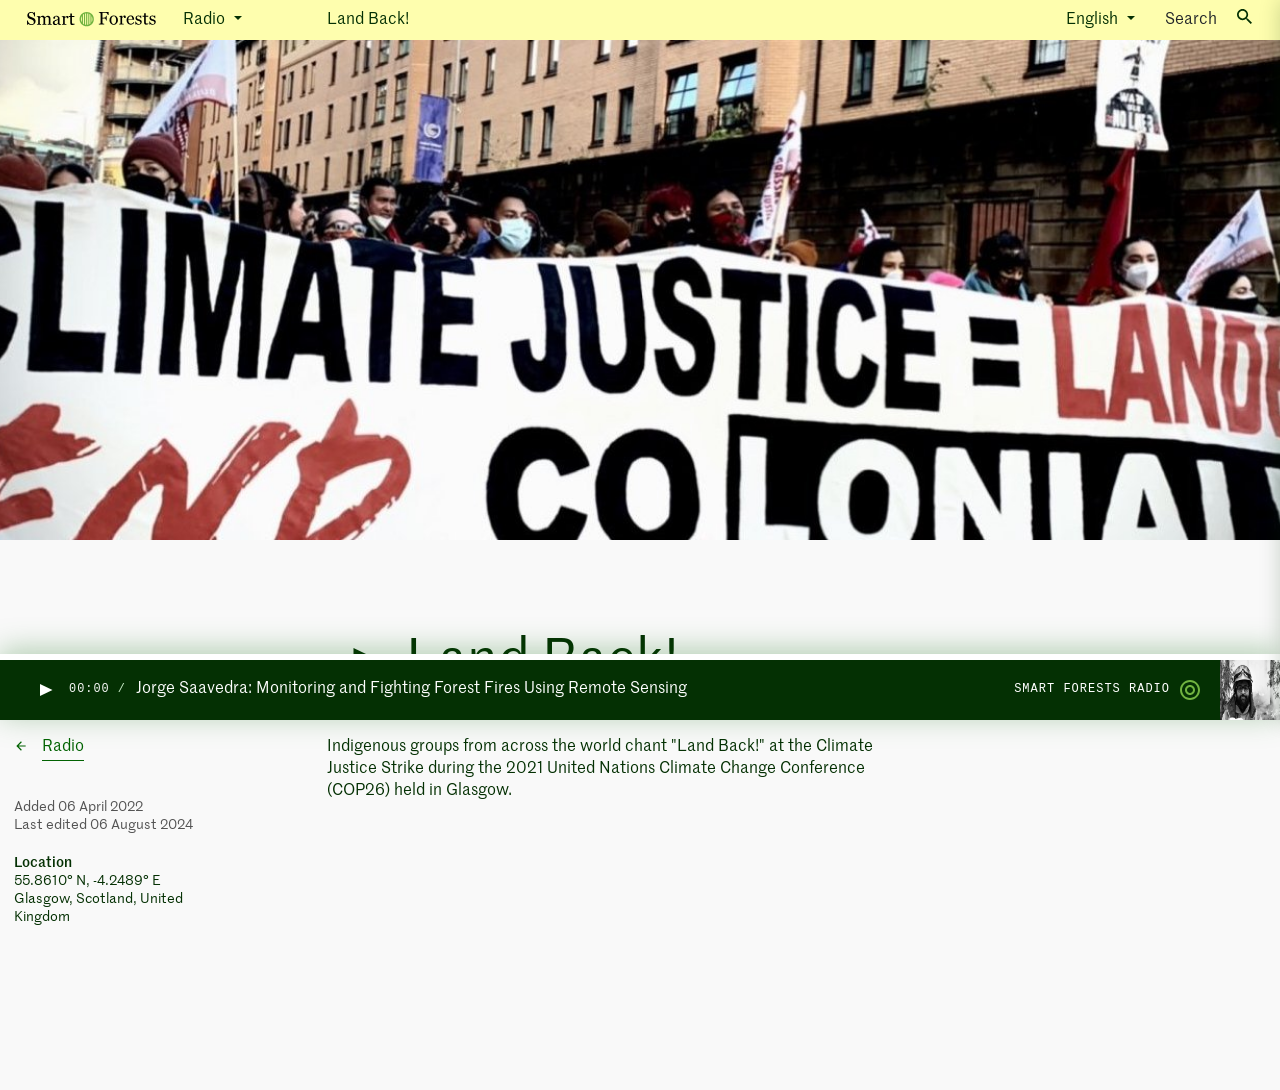 Smart Forests Radio Land Back! English Search
WAR
NO LIFE
CLIMATE JUSTICE = LAND
END COLONIAL
Land Back!
00:00 / Jorge Saavedra: Monitoring and Fighting Forest Fires Using Remote Sensing SMART FORESTS RADIO
Radio
Indigenous groups from across the world chant "Land Back!" at the Climate
Justice Strike during the 2021 United Nations Climate Change Conference
(COP26) held in Glasgow.
Added 06 April 2022
Last edited 06 August 2024
Location
55.8610° N, -4.2489° E
Glasgow, Scotland, United
Kingdom